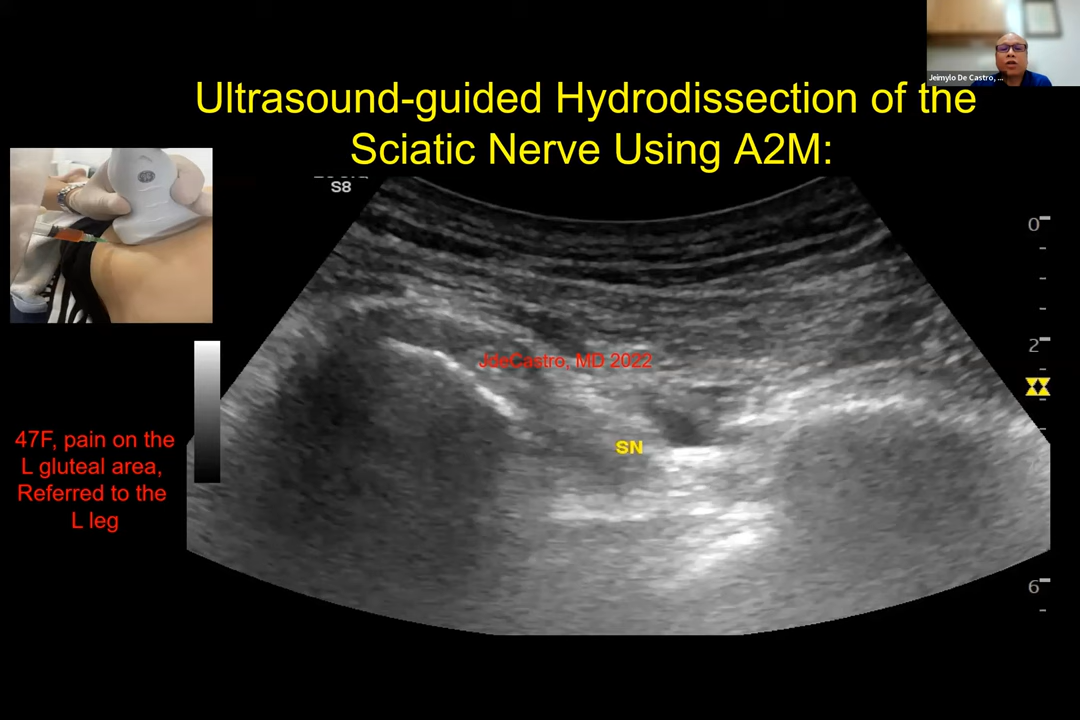 Jeimylo De Castro, ...
Ultrasound-guided Hydrodissection of the
Sciatic Nerve Using A2M:
S8
0
2
JdeCastro, MD 2022
47F, pain on the
L gluteal area,
Referred to the
L leg
SN
6